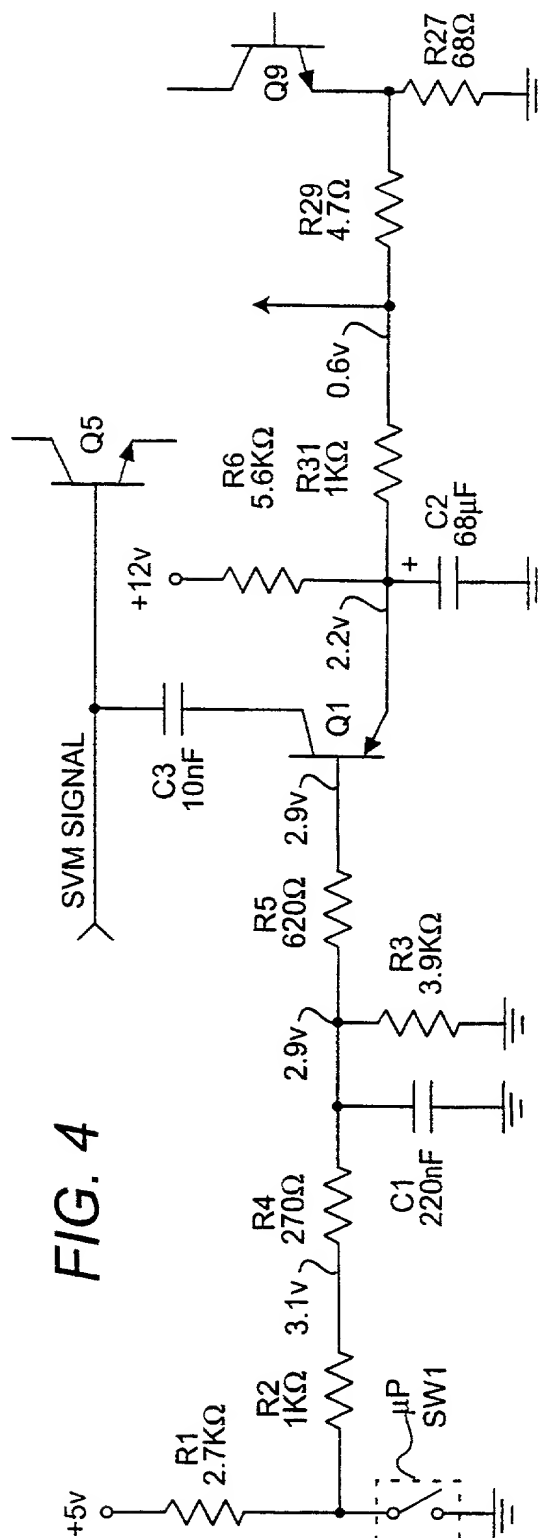 FIG. 4
+5v
R1
2.7KΩ
µP
SW1
R2
1KΩ
3.1v
R4
270Ω
C1
220nF
2.9v
R3
3.9KΩ
R5
620Ω
2.9v
SVM SIGNAL
C3
10nF
Q1
Q5
+12v
R6
5.6KΩ
2.2v
+
C2
68µF
R31
1KΩ
0.6v
R29
4.7Ω
Q9
R27
68Ω